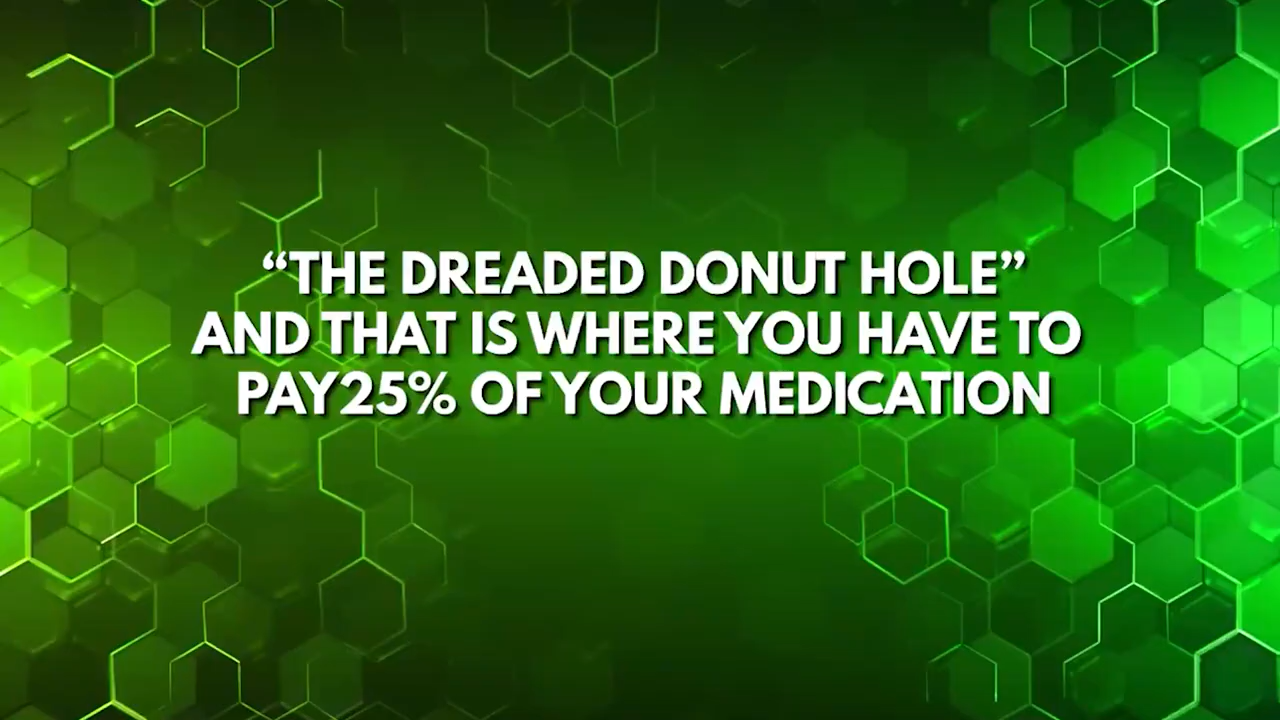 “THE DREADED DONUT HOLE”
AND THAT IS WHERE YOU HAVE TO
PAY25% OF YOUR MEDICATION